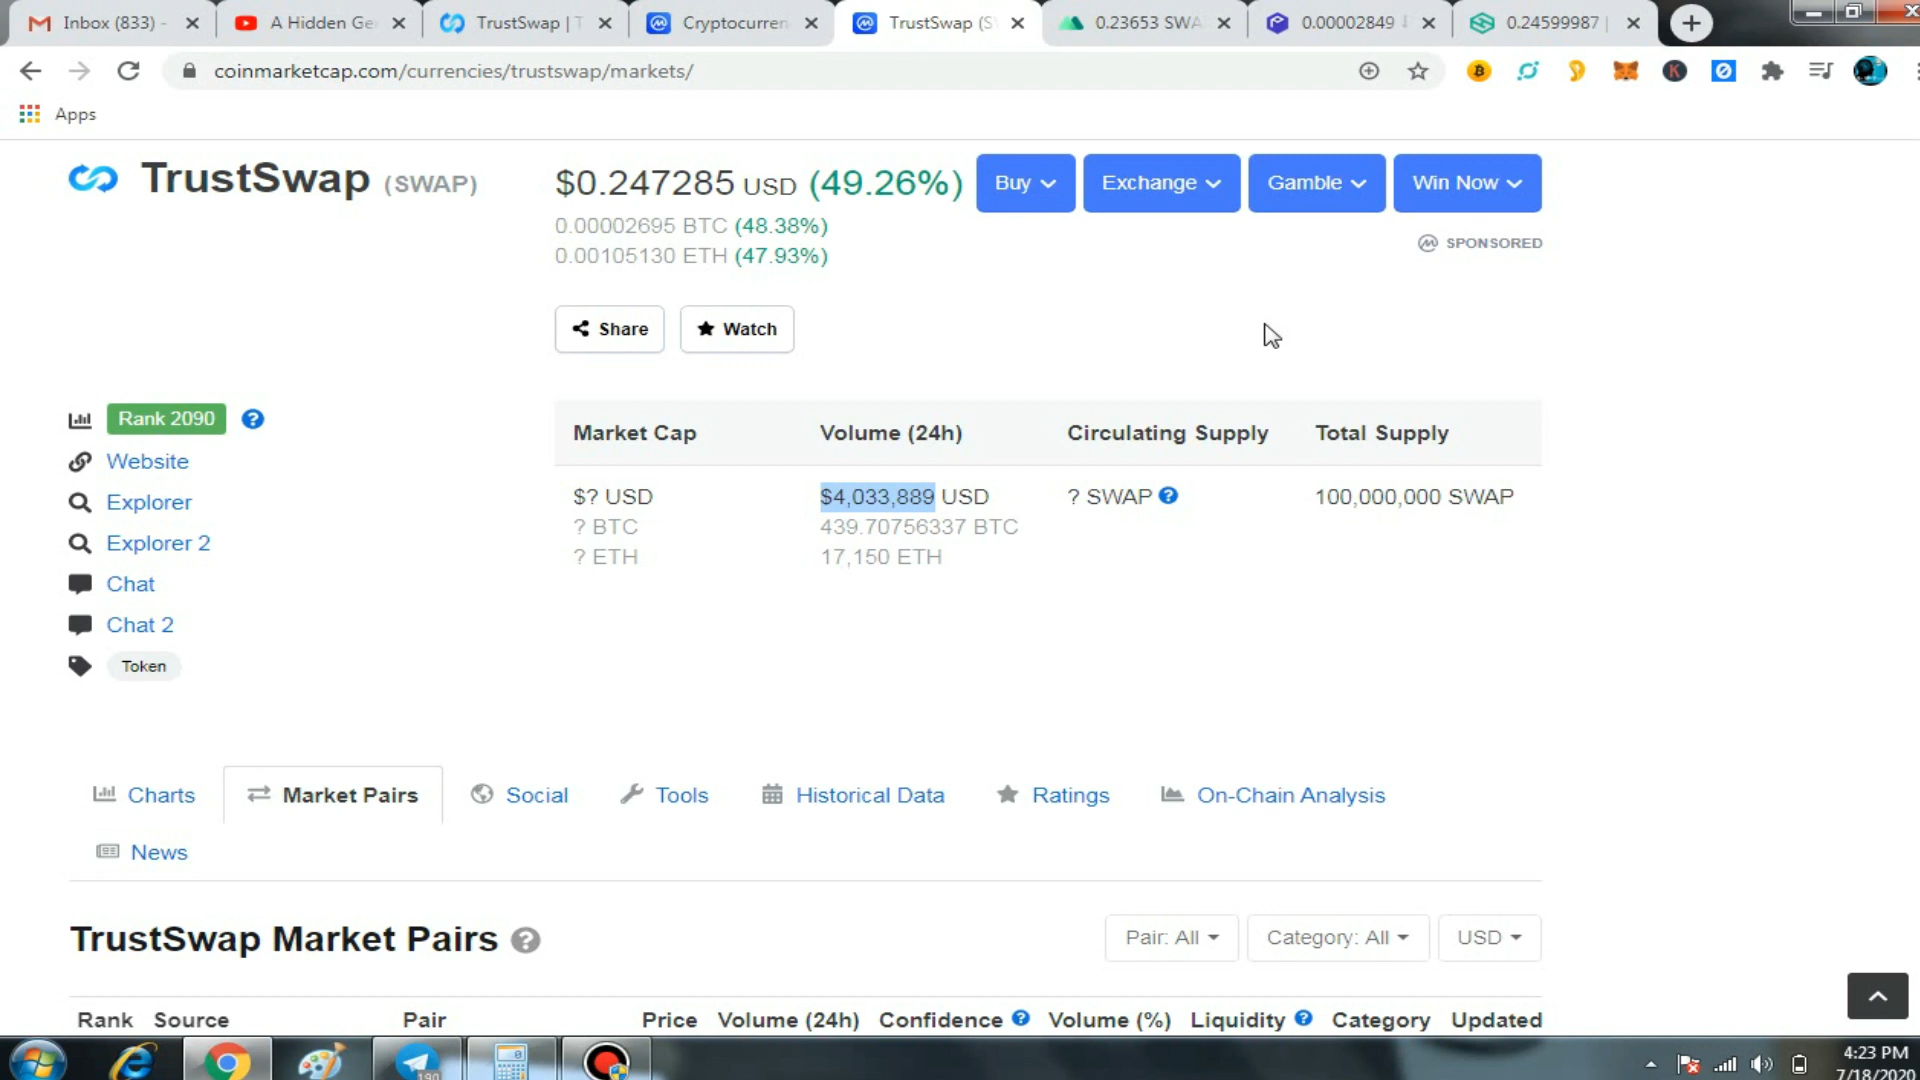 Inbox (833) -
A Hidden Ge
TrustSwap | T
Cryptocurren
TrustSwap (S
0.23653 SWA
0.00002849
0.24599987 |
coinmarketcap.com/currencies/trustswap/markets/
Apps
TrustSwap (SWAP)
$0.247285 USD (49.26%)
0.00002695 BTC (48.38%)
0.00105130 ETH (47.93%)
Buy
Exchange
Gamble
Win Now
SPONSORED
Share
Watch
Rank 2090
Website
Explorer
Explorer 2
Chat
Chat 2
Token
Market Cap Volume (24h) Circulating Supply Total Supply
$? USD $4,033,889 USD ? SWAP 100,000,000 SWAP
? BTC 439.70756337 BTC
? ETH 17,150 ETH
Charts Market Pairs Social Tools Historical Data Ratings On-Chain Analysis
News
TrustSwap Market Pairs
Pair: All
Category: All
USD
Rank Source Pair Price Volume (24h) Confidence Volume (%) Liquidity Category Updated
190
4:23 PM
7/18/2020